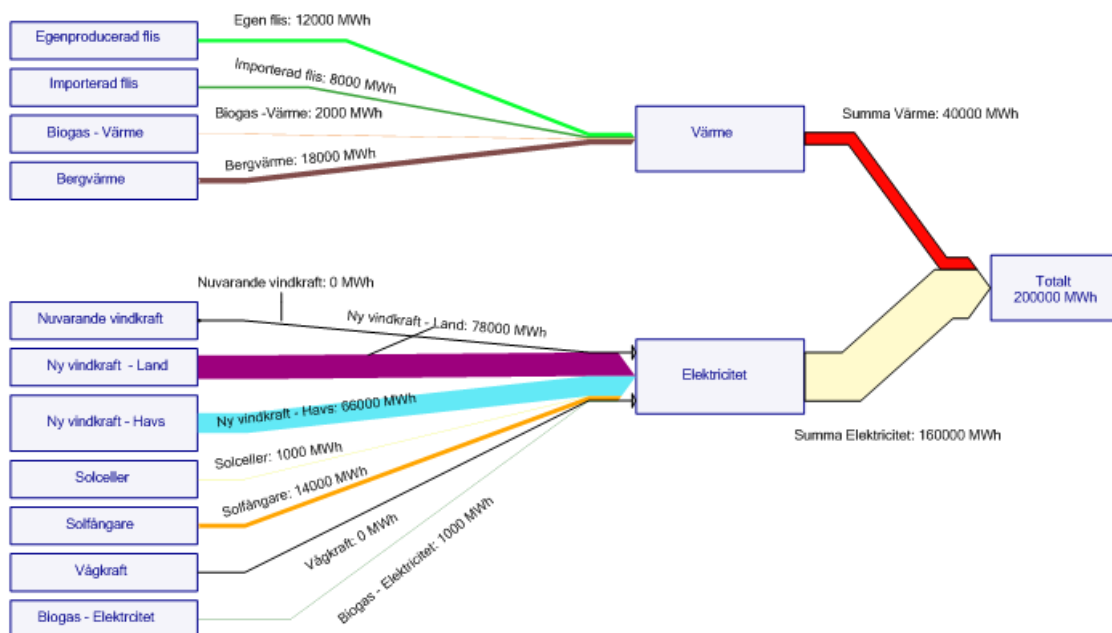 Egen flis: 12000 MWh
Egenproducerad flis
Importerad flis: 8000 MWh
Importerad flis
Biogas -Värme: 2000 MWh
Biogas - Värme
Bergvärme: 18000 MWh
Bergvärme
Värme
Summa Värme: 40000 MWh
Totalt
200000 MWh
Nuvarande vindkraft: 0 MWh
Nuvarande vindkraft
Ny vindkraft - Land: 78000 MWh
Ny vindkraft - Land
Ny vindkraft - Havs: 66000 MWh
Ny vindkraft - Havs
Elektricitet
Summa Elektricitet: 160000 MWh
Solceller: 1000 MWh
Solceller
Solfångare: 14000 MWh
Solfångare
Vågkraft: 0 MWh
Vågkraft
Biogas - Elektricitet: 1000 MWh
Biogas - Elektrcitet